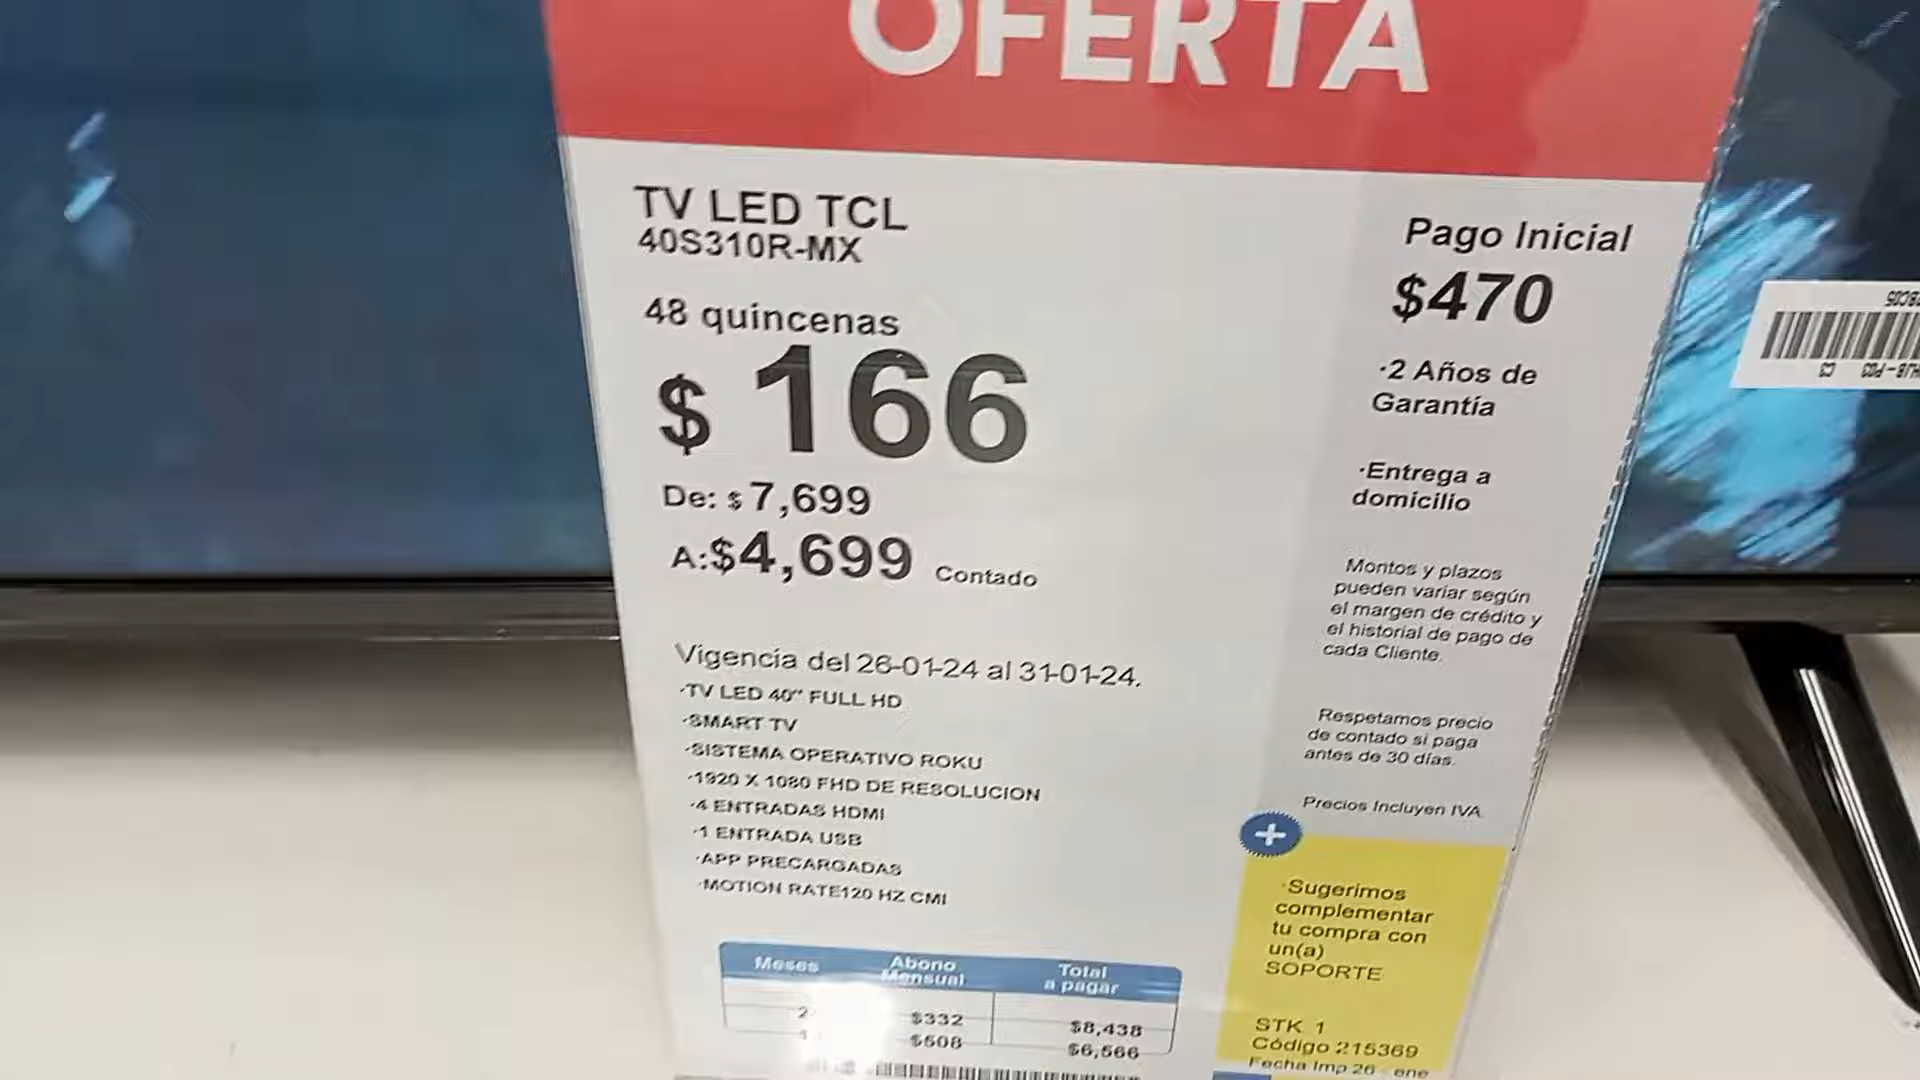 OFERTA
TV LED TCL
40S310R-MX
48 quincenas
$ 166
De: $ 7,699
A:$4,699 Contado
Vigencia del 26-01-24 al 31-01-24.
·TV LED 40" FULL HD
·SMART TV
·SISTEMA OPERATIVO ROKU
·1920 X 1080 FHD DE RESOLUCION
·4 ENTRADAS HDMI
·1 ENTRADA USB
·APP PRECARGADAS
·MOTION RATE120 HZ CMI
Meses Abono Mensual Total a pagar
$332 $8,438
$508 $6,566
Pago Inicial
$470
·2 Años de
Garantía
·Entrega a
domicilio
Montos y plazos
pueden variar según
el margen de crédito y
el historial de pago de
cada Cliente.
Respetamos precio
de contado si paga
antes de 30 días.
Precios Incluyen IVA.
+
·Sugerimos
complementar
tu compra con
un(a)
SOPORTE
STK. 1
Código 215369
Fecha Imp 26 - ene